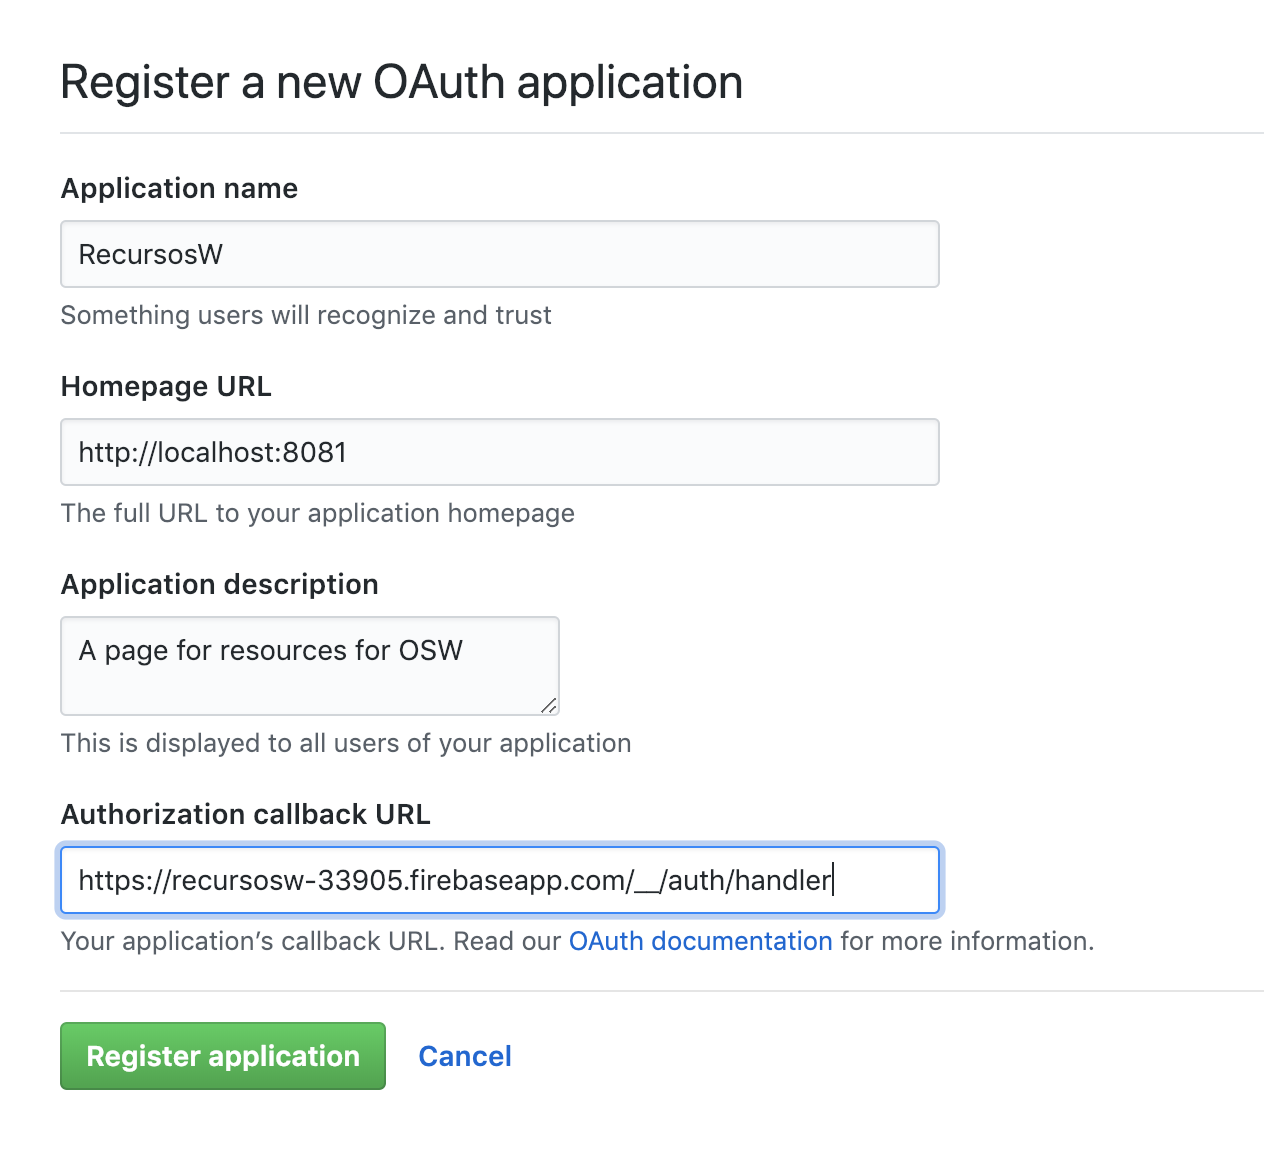 Register a new OAuth application
Application name
RecursosW
Something users will recognize and trust
Homepage URL
http://localhost:8081
The full URL to your application homepage
Application description
A page for resources for OSW
This is displayed to all users of your application
Authorization callback URL
https://recursosw-33905.firebaseapp.com/__/auth/handler
Your application’s callback URL. Read our OAuth documentation for more information.
Register application Cancel